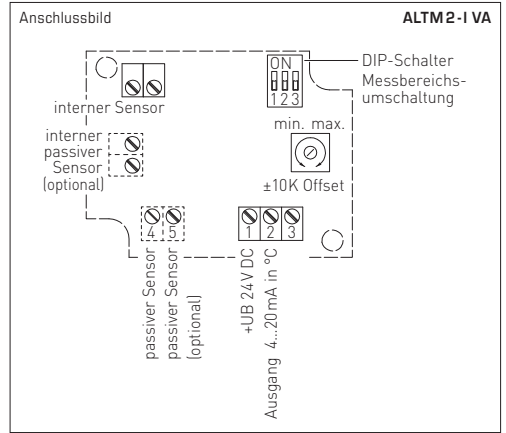 Anschlussbild
ALTM 2 - I VA
ON
1 2 3
DIP-Schalter
Messbereichs-
umschaltung
interner Sensor
min. max.
±10K Offset
interner
passiver
Sensor
(optional)
4 5
1 2 3
passiver Sensor
passiver Sensor
(optional)
+UB 24V DC
Ausgang 4...20mA in °C